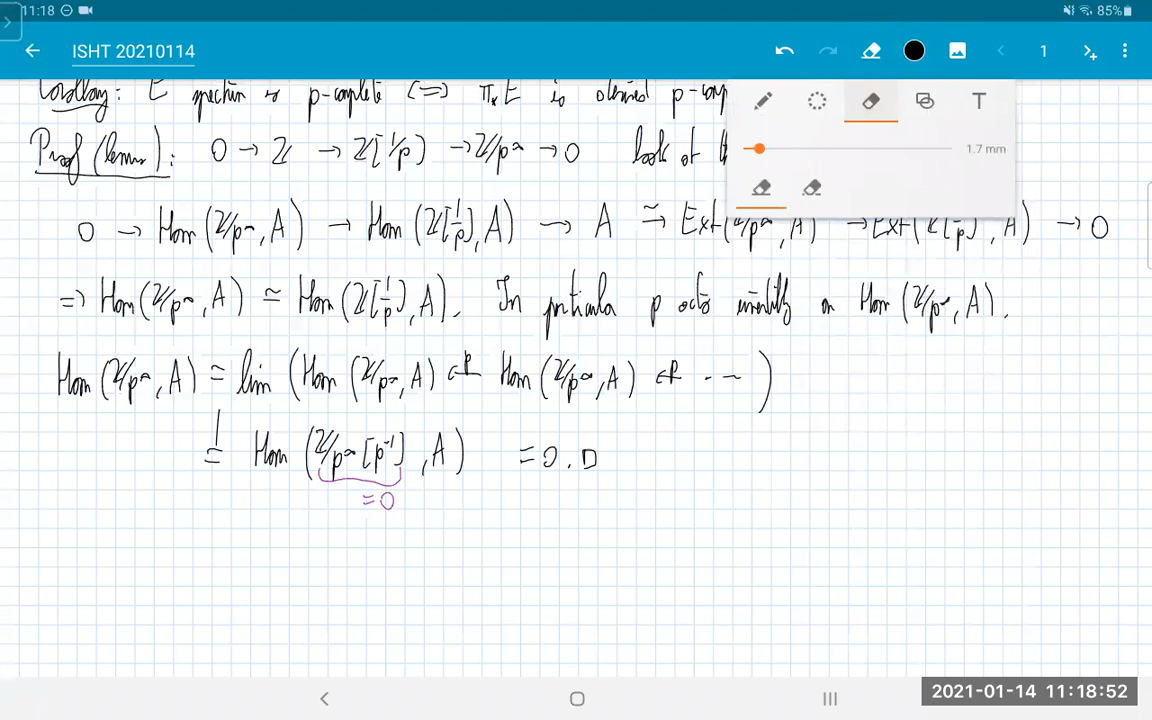 11:18 85%
ISHT 20210114 1
Corollary: E spectrum is p-complete ⟺ π_*E is derived p-comp
Proof (lemma): 0 → ℤ → ℤ[1/p] → ℤ/p^∞ → 0 look at
T
1.7 mm
0 → Hom(ℤ/p^∞, A) → Hom(ℤ[1/p], A) → A ≃→ Ext(ℤ/p^∞, A) → Ext(ℤ[1/p], A) → 0
⇒ Hom(ℤ/p^∞, A) ≃ Hom(ℤ[1/p], A). In particular p acts invertibly on Hom(ℤ/p^∞, A).
Hom(ℤ/p^∞, A) ≃ lim (Hom(ℤ/p^∞, A) ←p Hom(ℤ/p^∞, A) ←p ...)
≃ Hom(ℤ/p^∞[p^-1], A) = 0. □
= 0
2021-01-14 11:18:52